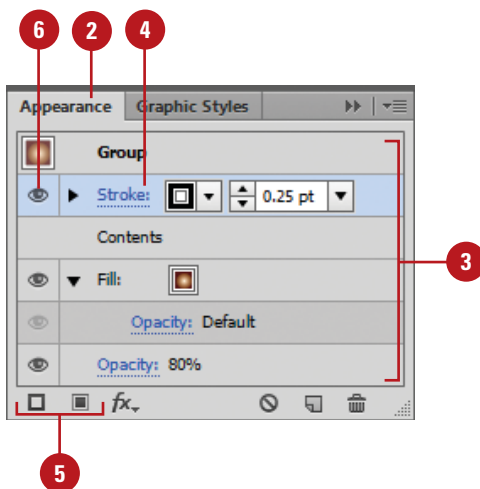 6 2 4
Appearance Graphic Styles
Group
Stroke: 0.25 pt
Contents
3
Fill:
Opacity: Default
Opacity: 80%
fx
5